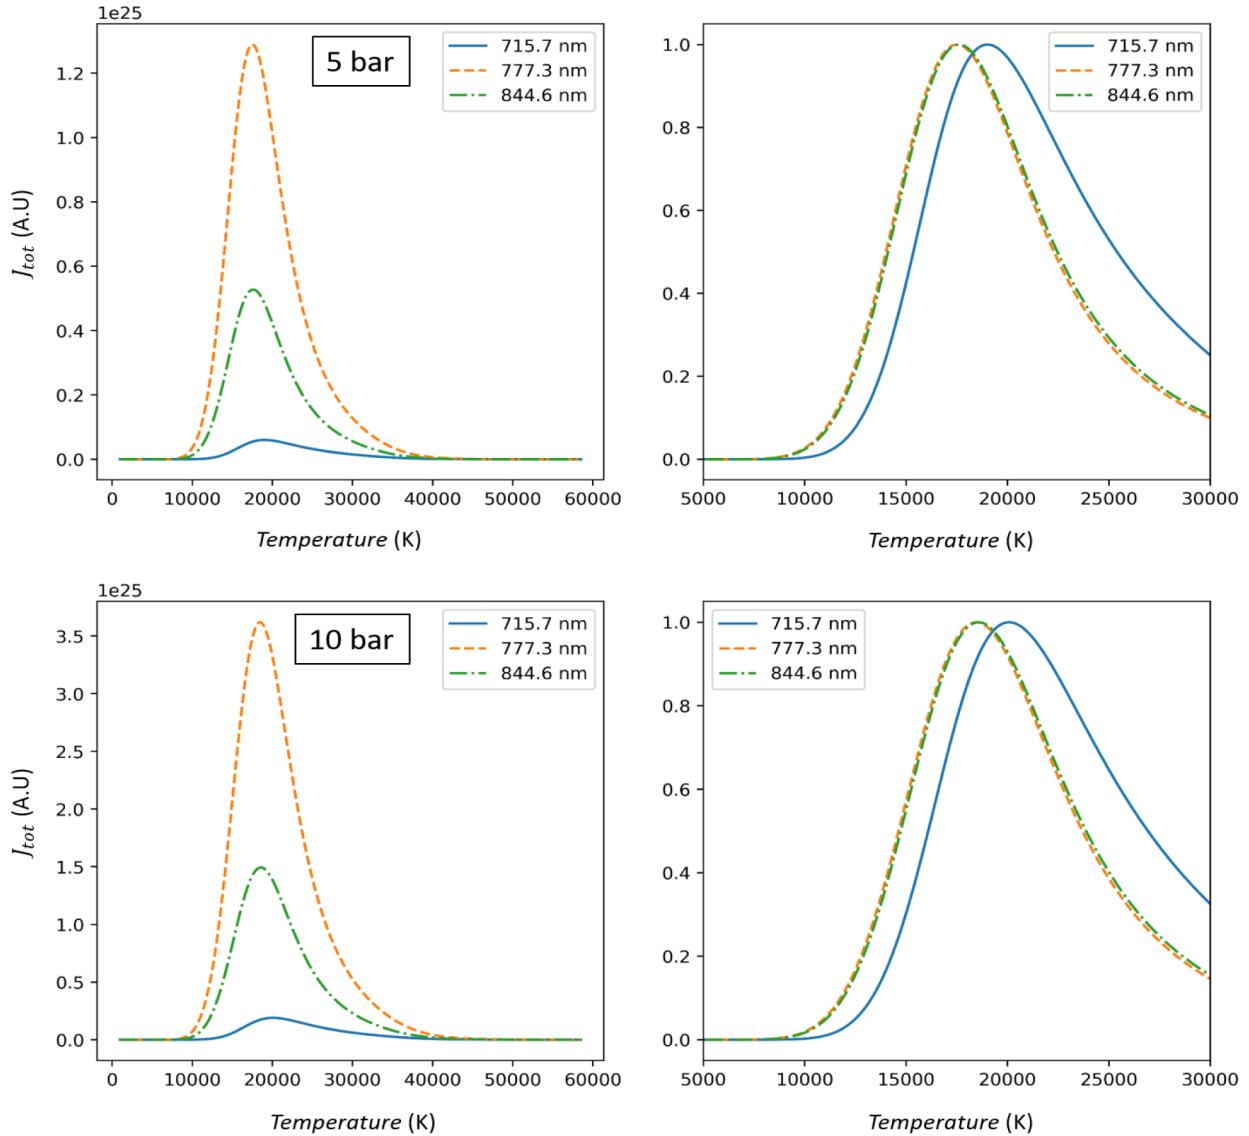 1e25
5 bar
715.7 nm
777.3 nm
844.6 nm
1.2
1.0
0.8
0.6
0.4
0.2
0.0
J_tot (A.U)
0 10000 20000 30000 40000 50000 60000
Temperature (K)
715.7 nm
777.3 nm
844.6 nm
1.0
0.8
0.6
0.4
0.2
0.0
5000 10000 15000 20000 25000 30000
Temperature (K)
1e25
10 bar
715.7 nm
777.3 nm
844.6 nm
3.5
3.0
2.5
2.0
1.5
1.0
0.5
0.0
J_tot (A.U)
0 10000 20000 30000 40000 50000 60000
Temperature (K)
715.7 nm
777.3 nm
844.6 nm
1.0
0.8
0.6
0.4
0.2
0.0
5000 10000 15000 20000 25000 30000
Temperature (K)